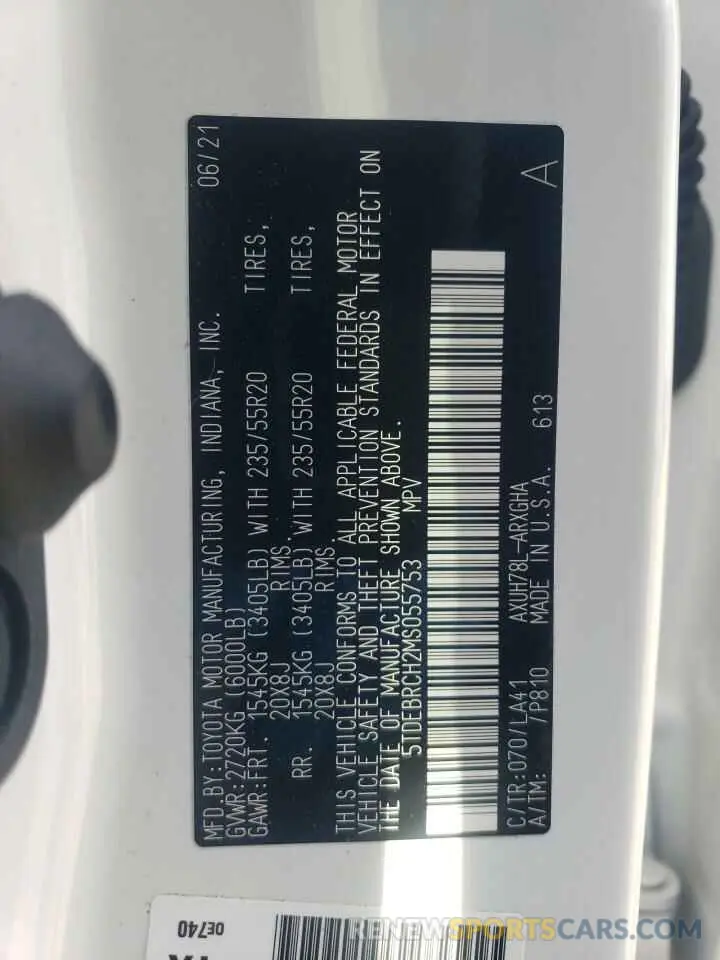 MFD.BY:TOYOTA MOTOR MANUFACTURING, INDIANA, INC. 06/21
GVWR:2720KG (6000LB)
GAWR:FRT. 1545KG (3405LB) WITH 235/55R20 TIRES,
20X8J RIMS
RR. 1545KG (3405LB) WITH 235/55R20 TIRES,
20X8J RIMS
THIS VEHICLE CONFORMS TO ALL APPLICABLE FEDERAL MOTOR
VEHICLE SAFETY AND THEFT PREVENTION STANDARDS IN EFFECT ON
THE DATE OF MANUFACTURE SHOWN ABOVE.
5TDEBRCH2MS055753 MPV
C/TR:070/LA41 AXUH78L-ARXGHA
A/TM: /P810 MADE IN U.S.A. 613
A
0E740
RENEWSPORTSCARS.COM